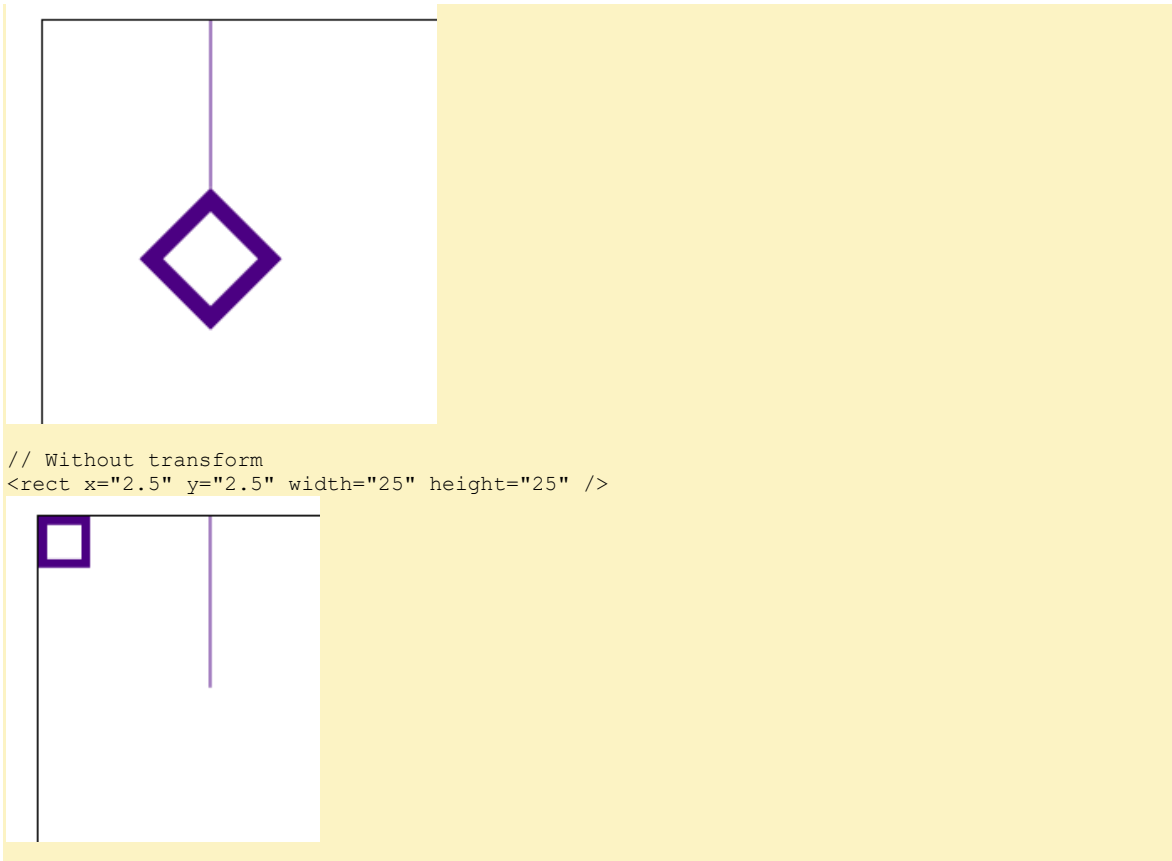 // Without transform
<rect x="2.5" y="2.5" width="25" height="25" />